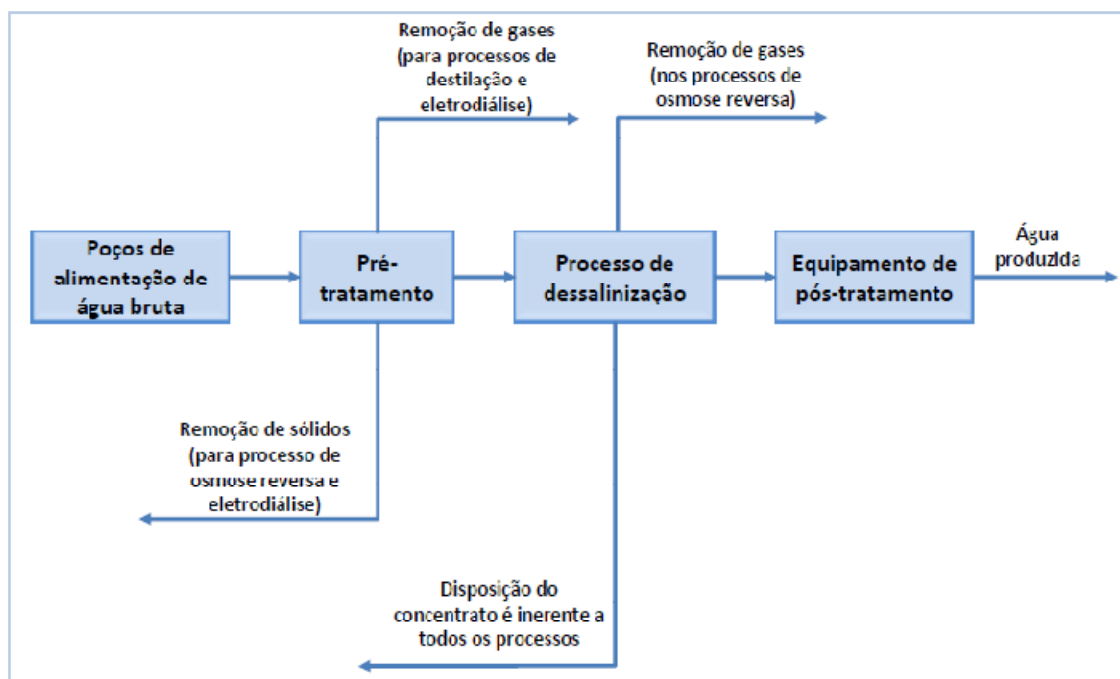 Remoção de gases
(para processos de
destilação e
eletrodiálise)
Remoção de gases
(nos processos de
osmose reversa)
Poços de
alimentação de
água bruta
Pré-
tratamento
Processo de
dessalinização
Equipamento de
pós-tratamento
Água
produzida
Remoção de sólidos
(para processo de
osmose reversa e
eletrodiálise)
Disposição do
concentrato é inerente a
todos os processos